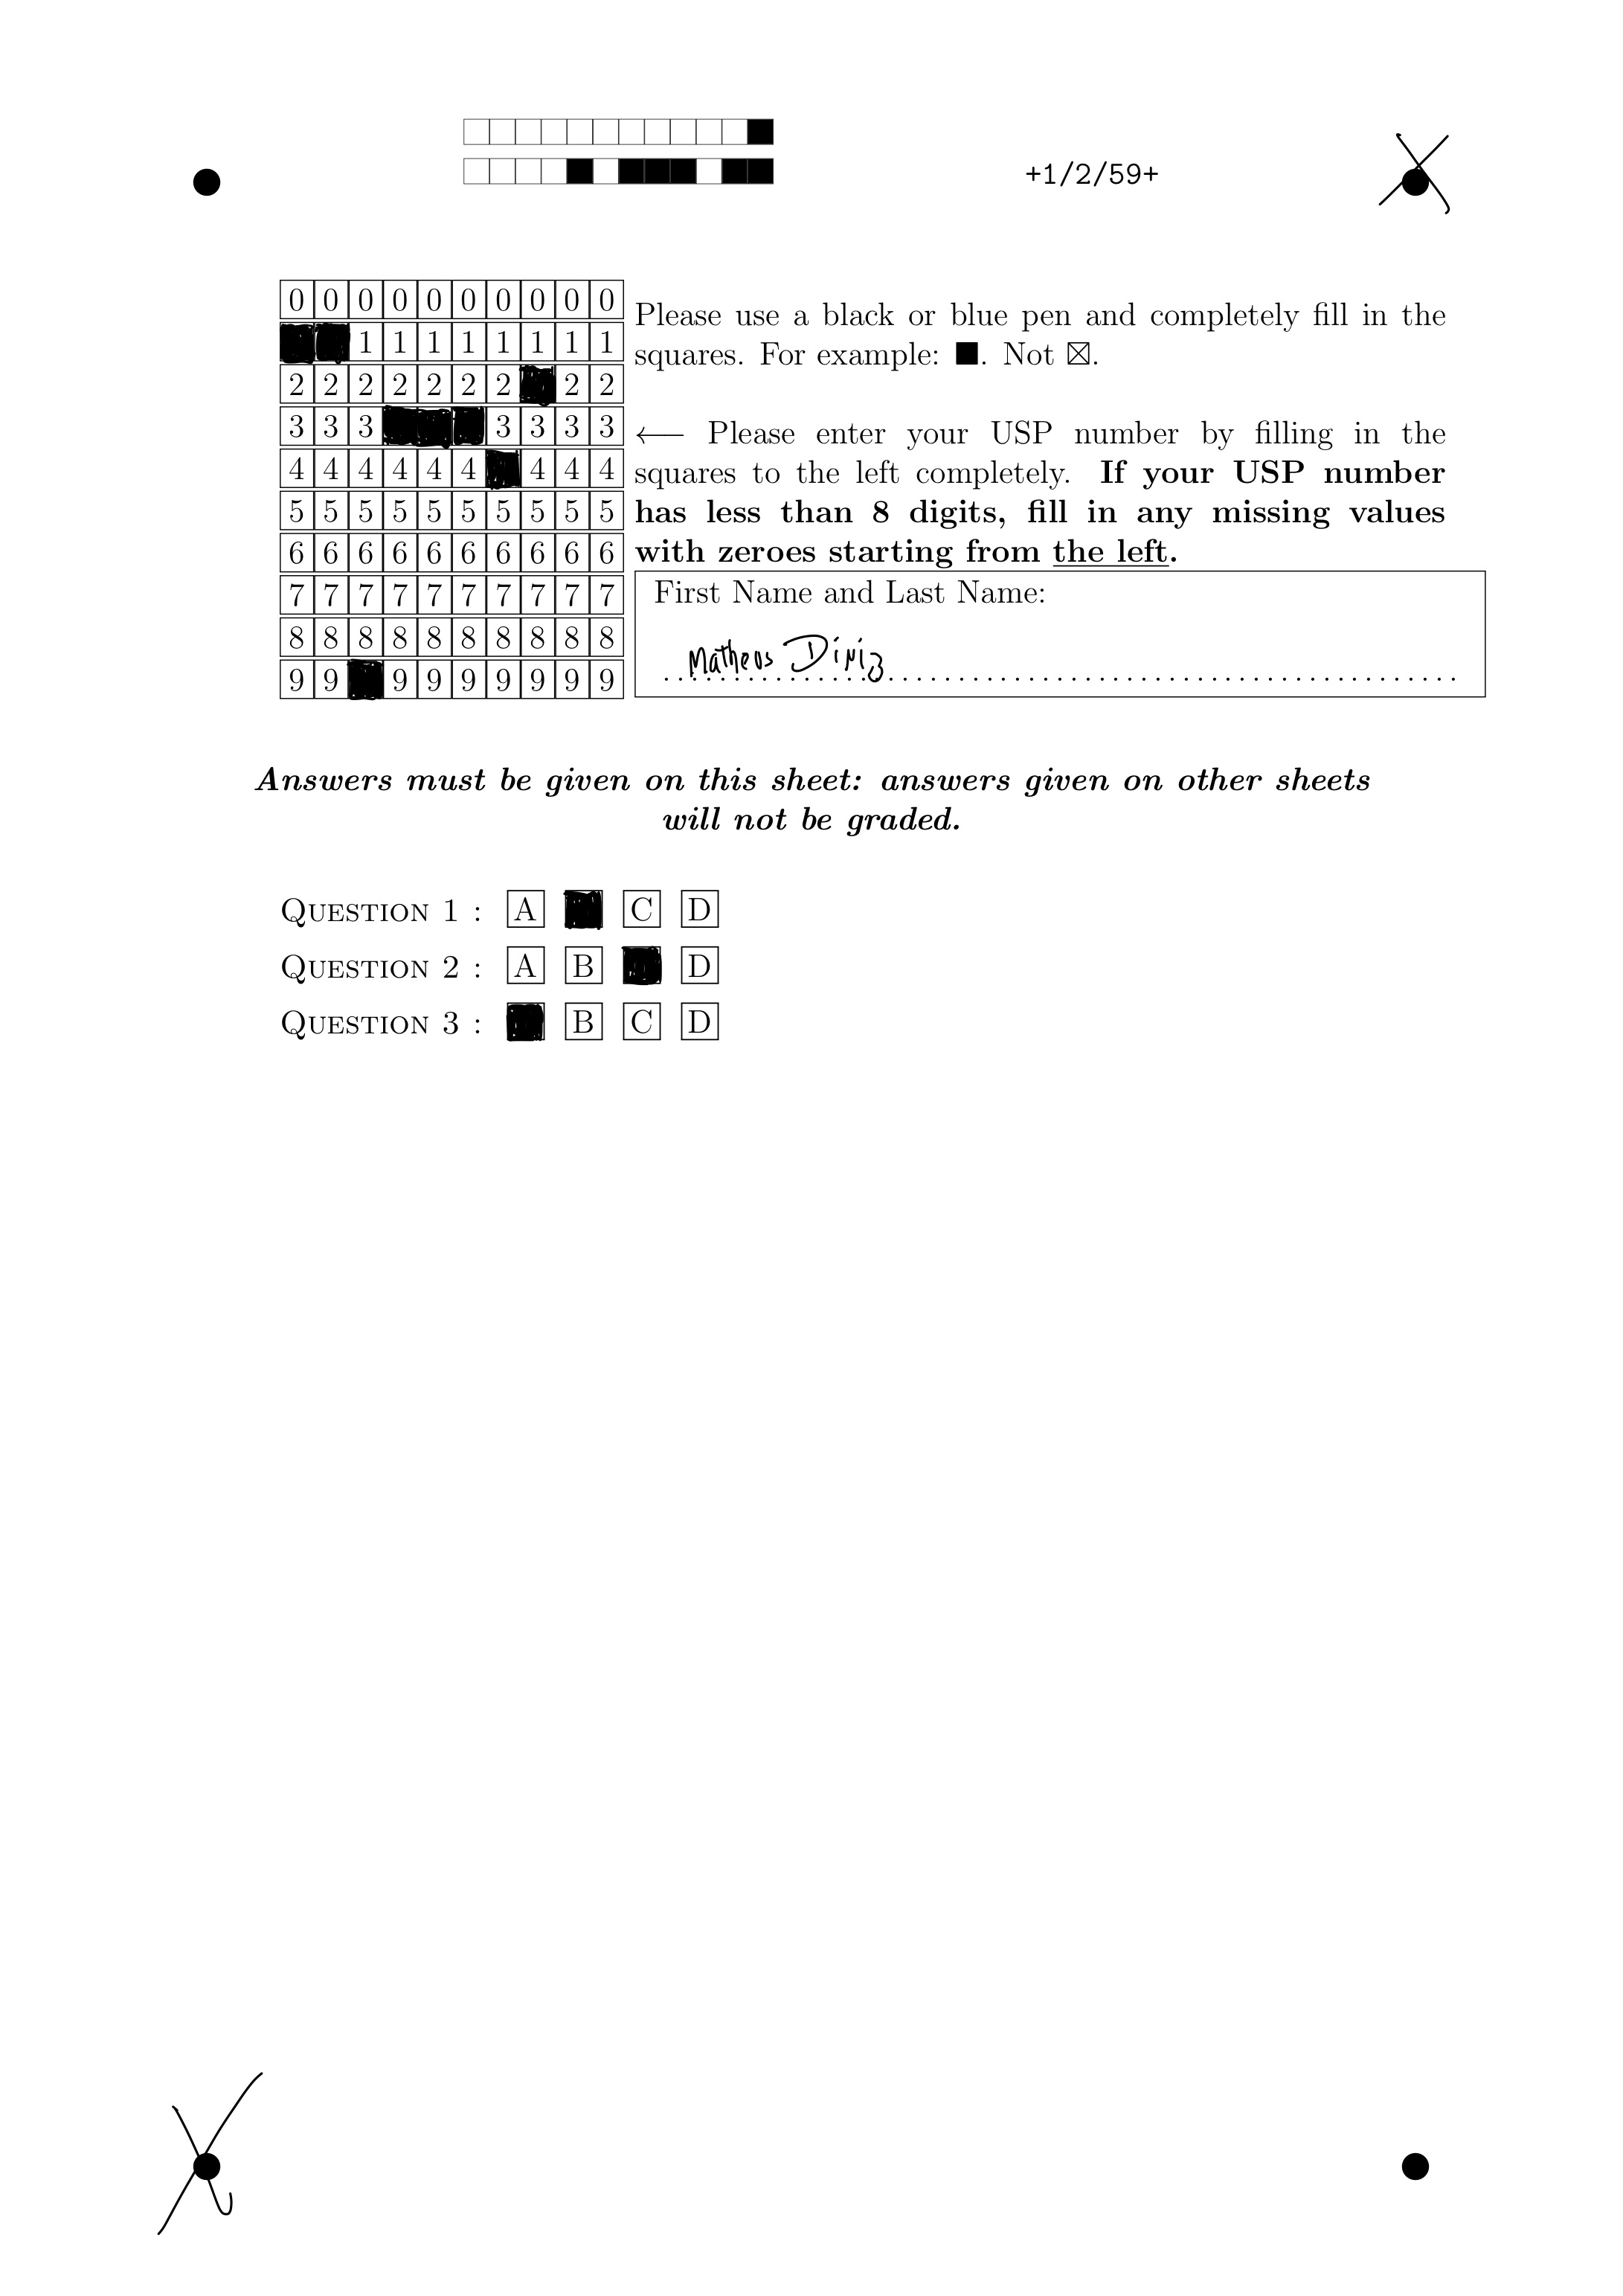 +1/2/59+
0 0 0 0 0 0 0 0 0 0
1 1 1 1 1 1 1 1
2 2 2 2 2 2 2 2 2
3 3 3 3 3 3 3
4 4 4 4 4 4 4 4 4
5 5 5 5 5 5 5 5 5 5
6 6 6 6 6 6 6 6 6 6
7 7 7 7 7 7 7 7 7 7
8 8 8 8 8 8 8 8 8 8
9 9 9 9 9 9 9 9 9
Please use a black or blue pen and completely fill in the
squares. For example: ■. Not ☒.
← Please enter your USP number by filling in the
squares to the left completely. If your USP number
has less than 8 digits, fill in any missing values
with zeroes starting from the left.
First Name and Last Name:
Matheus Diniz
Answers must be given on this sheet: answers given on other sheets
will not be graded.
Question 1 : A C D
Question 2 : A B D
Question 3 : B C D